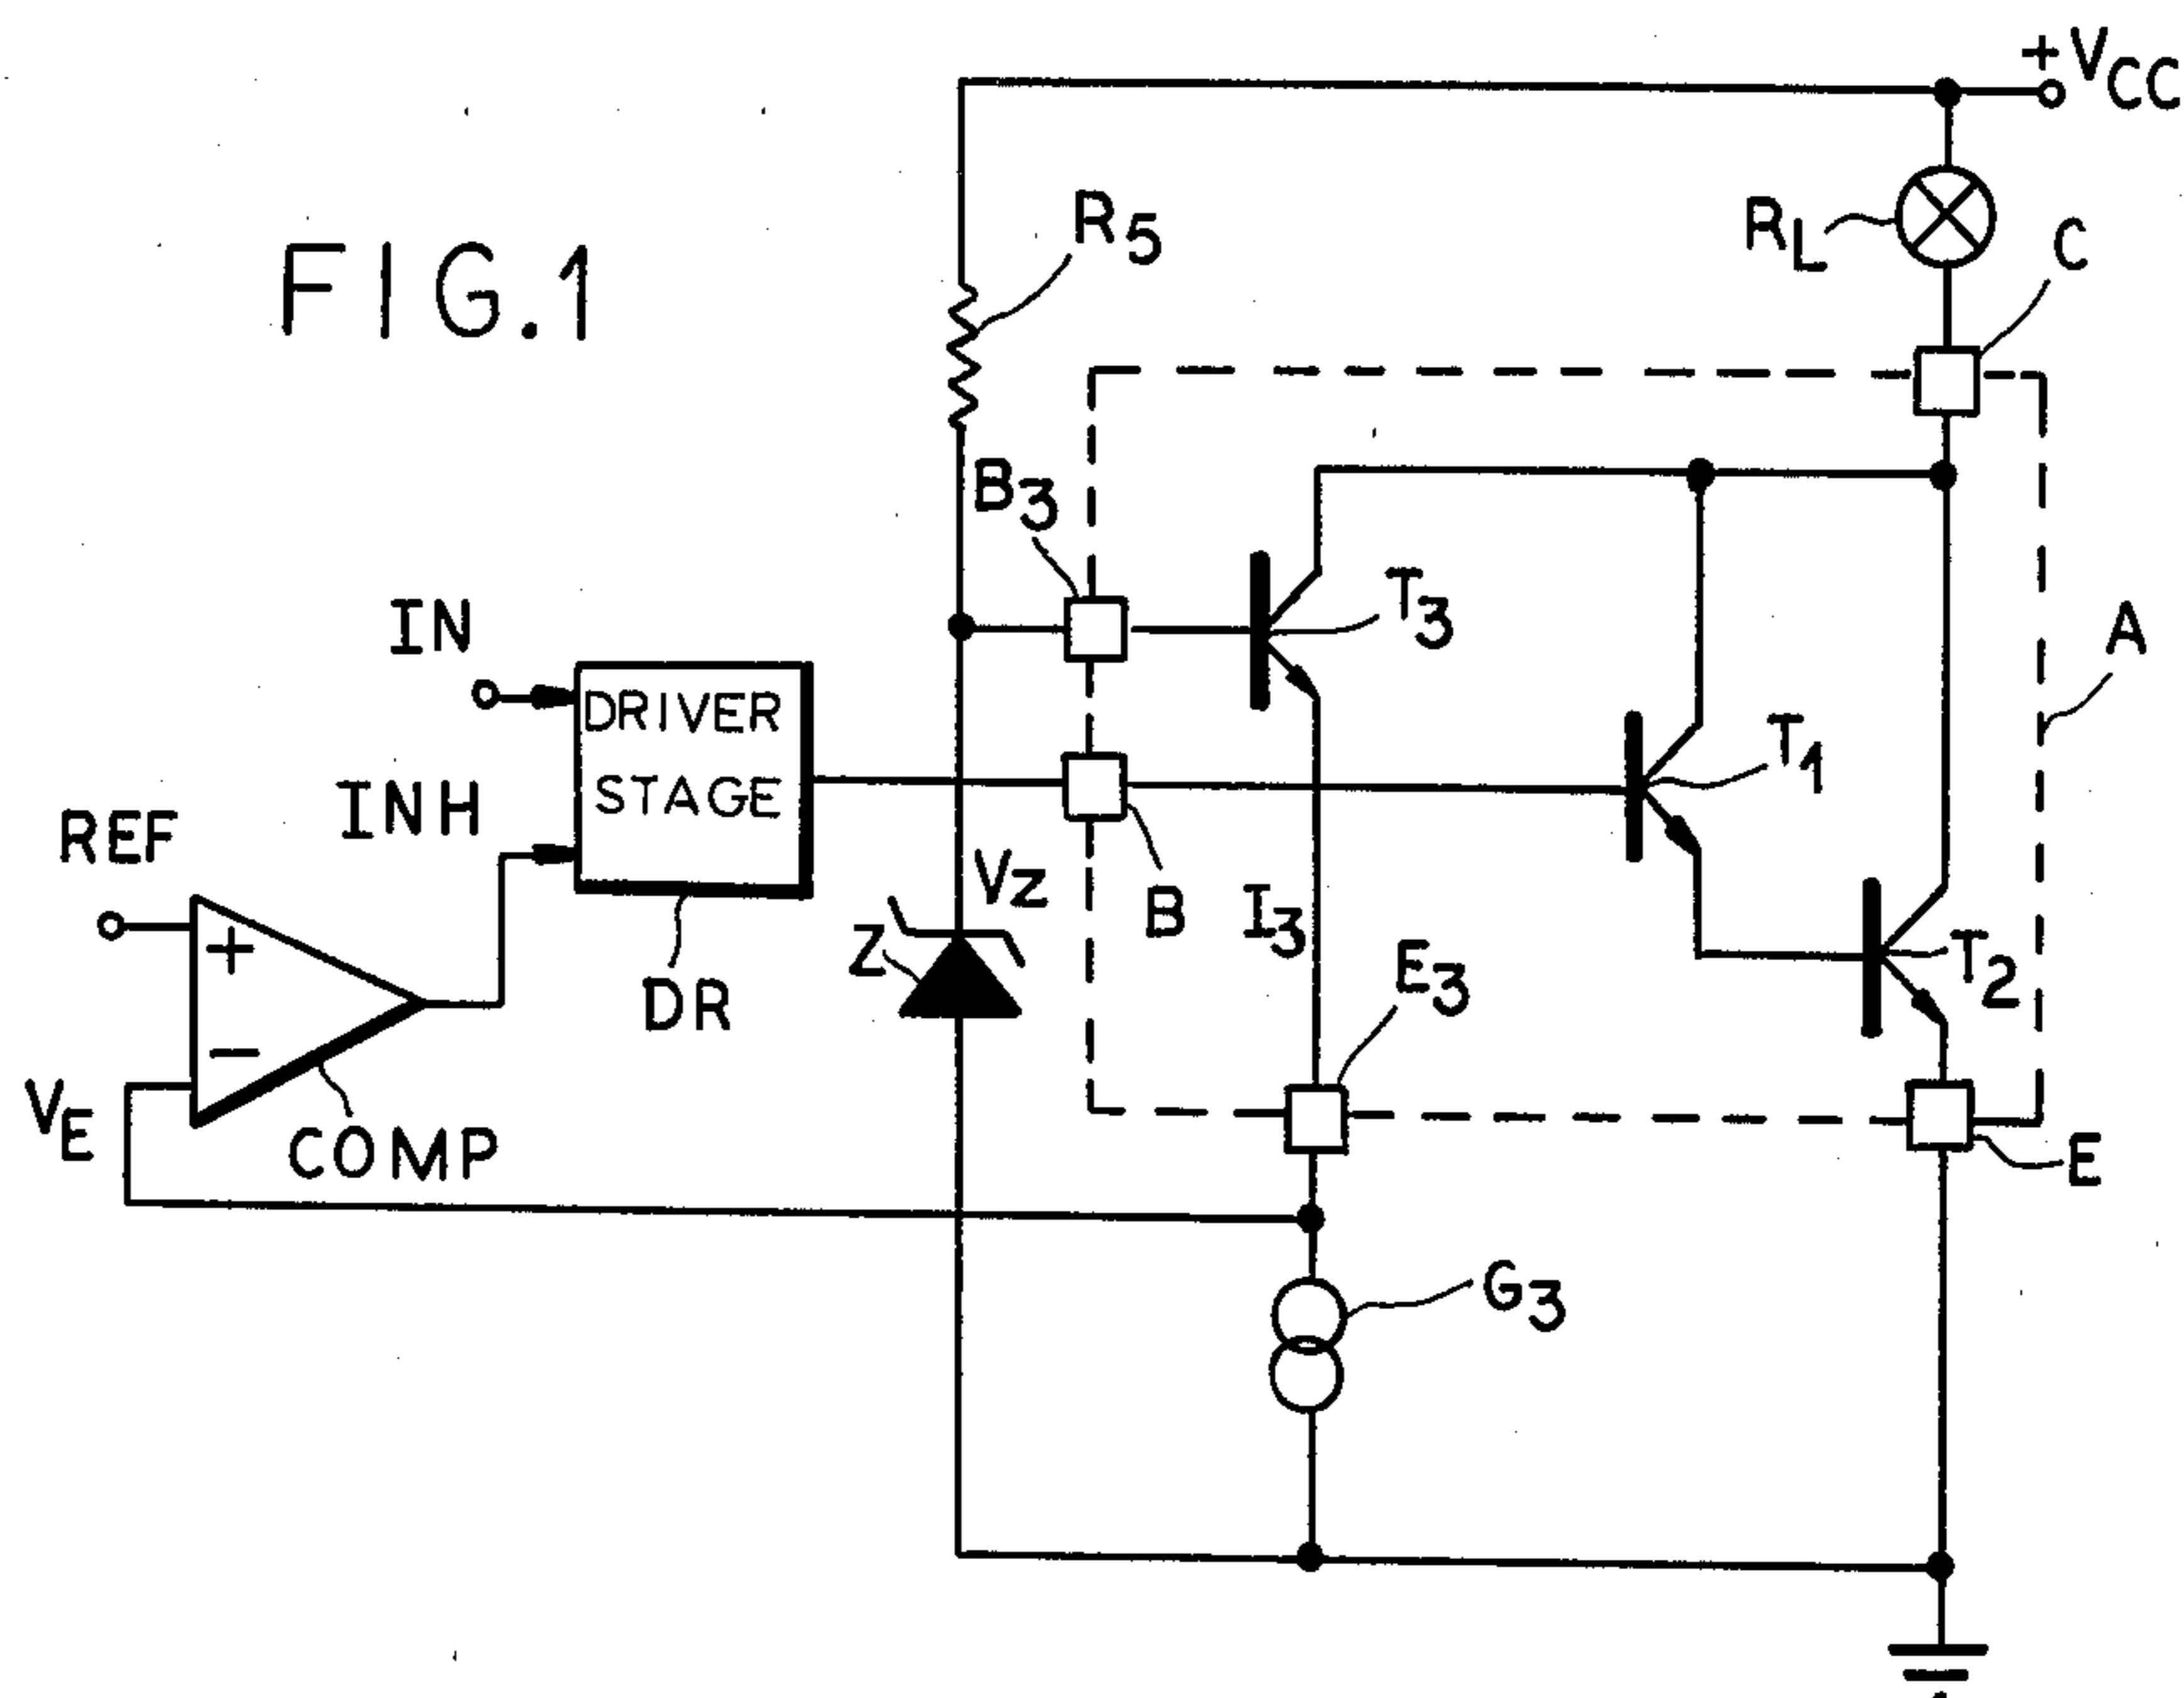 +VCC
FIG.1
R5
RL
C
B3
IN
T3
A
DRIVER
STAGE
INH
T1
REF
+
VZ
B
I3
Z
E3
T2
DR
−
VE
COMP
E
G3